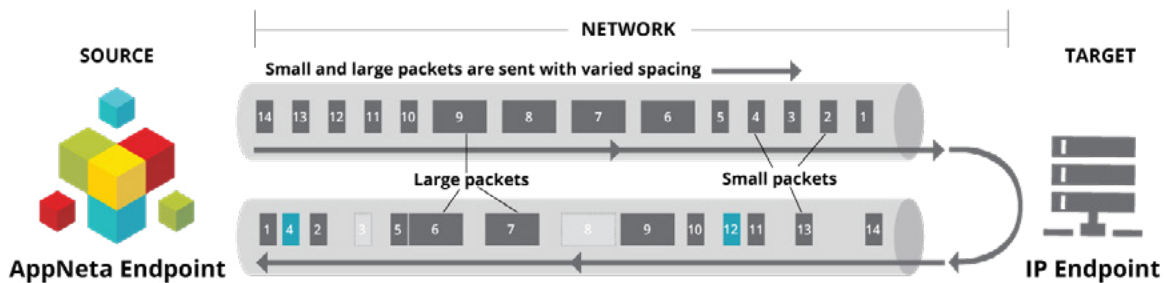 NETWORK
SOURCE
TARGET
Small and large packets are sent with varied spacing
14 13 12 11 10 9 8 7 6 5 4 3 2 1
Large packets
Small packets
1 4 2 3 5 6 7 8 9 10 12 11 13 14
AppNeta Endpoint
IP Endpoint